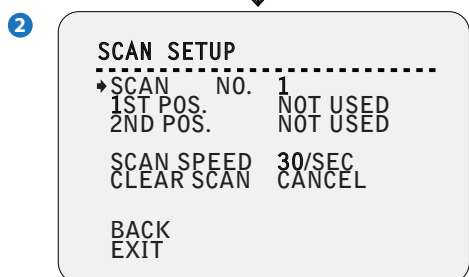 2
SCAN SETUP
SCAN NO. 1
1ST POS. NOT USED
2ND POS. NOT USED
SCAN SPEED 30/SEC
CLEAR SCAN CANCEL
BACK
EXIT